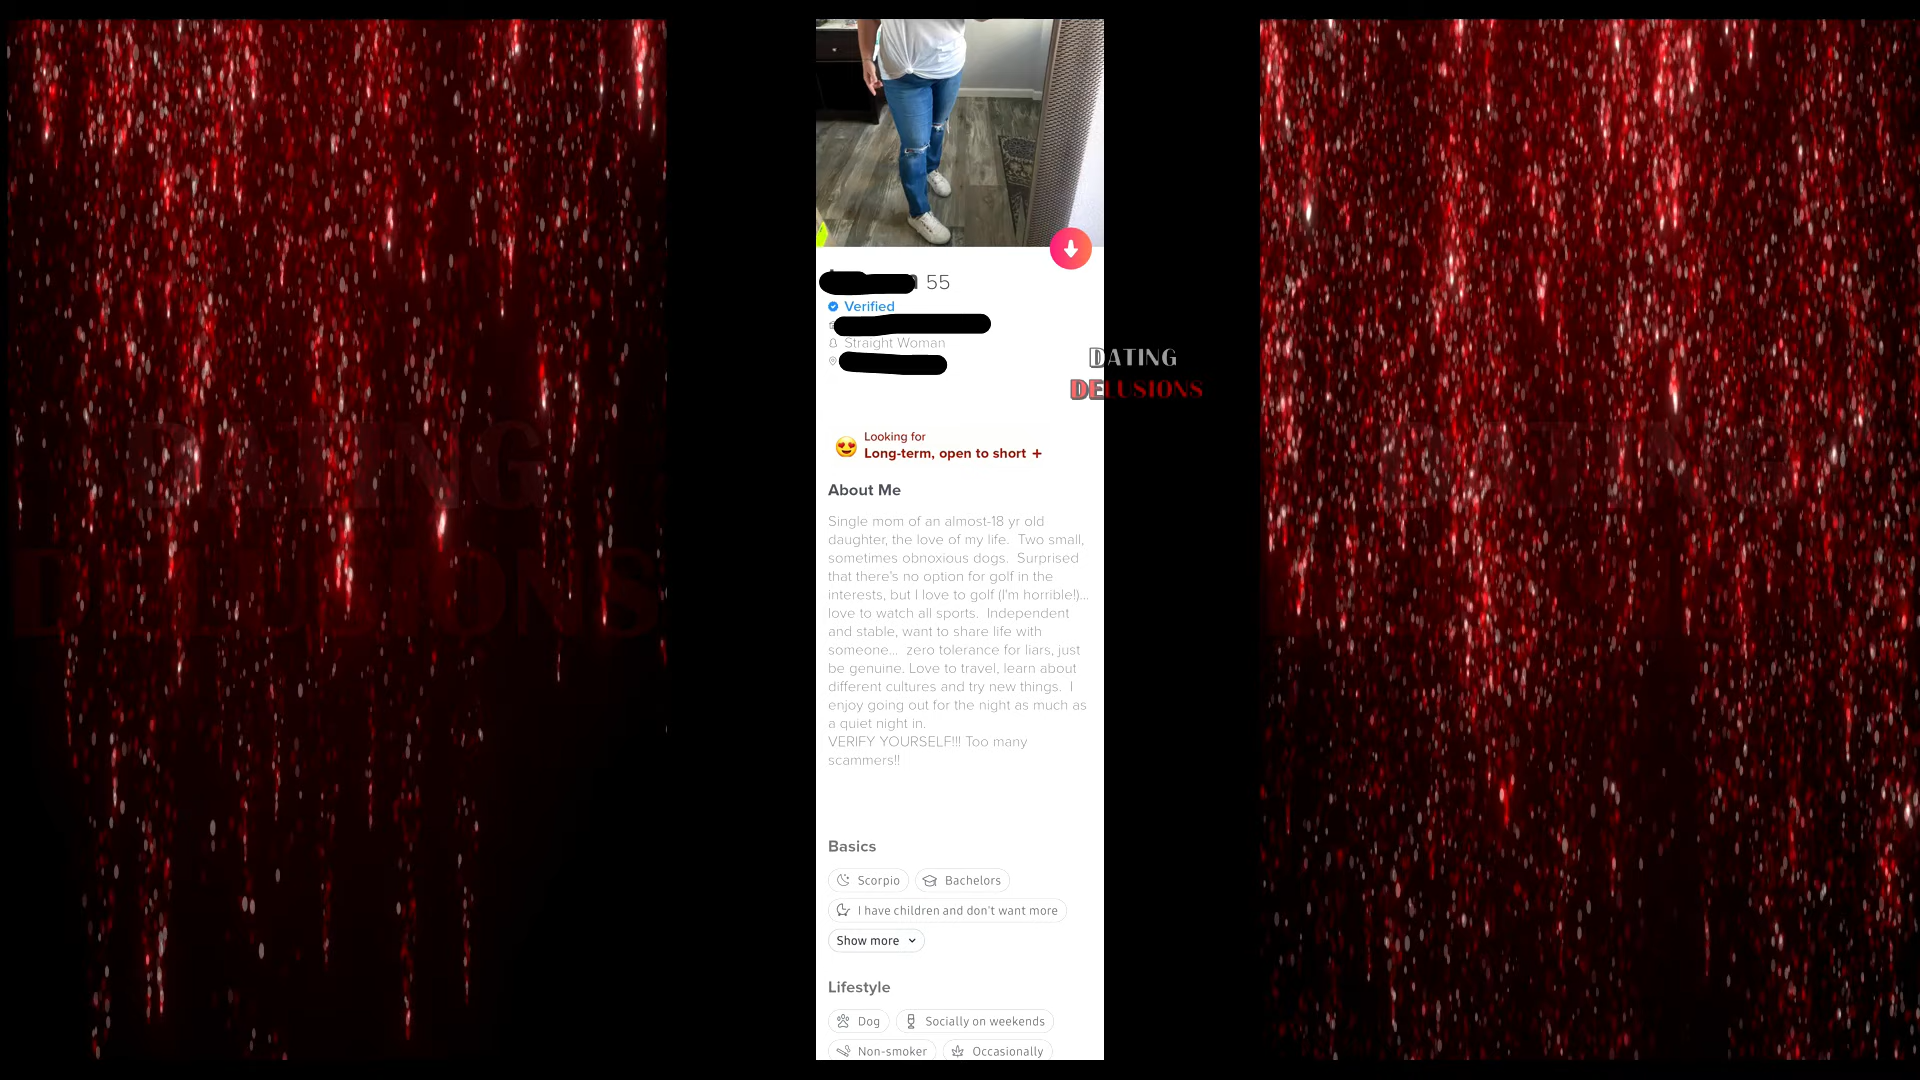 55
Verified
Straight Woman
DATING
DELUSIONS
Looking for
Long-term, open to short +
About Me
Single mom of an almost-18 yr old
daughter, the love of my life.  Two small,
sometimes obnoxious dogs.  Surprised
that there's no option for golf in the
interests, but I love to golf (I'm horrible!)...
love to watch all sports.  Independent
and stable, want to share life with
someone...  zero tolerance for liars, just
be genuine. Love to travel, learn about
different cultures and try new things.  I
enjoy going out for the night as much as
a quiet night in.
VERIFY YOURSELF!!! Too many
scammers!!
Basics
Scorpio Bachelors
I have children and don't want more
Show more
Lifestyle
Dog Socially on weekends
Non-smoker Occasionally
DATING
DELUSIONS